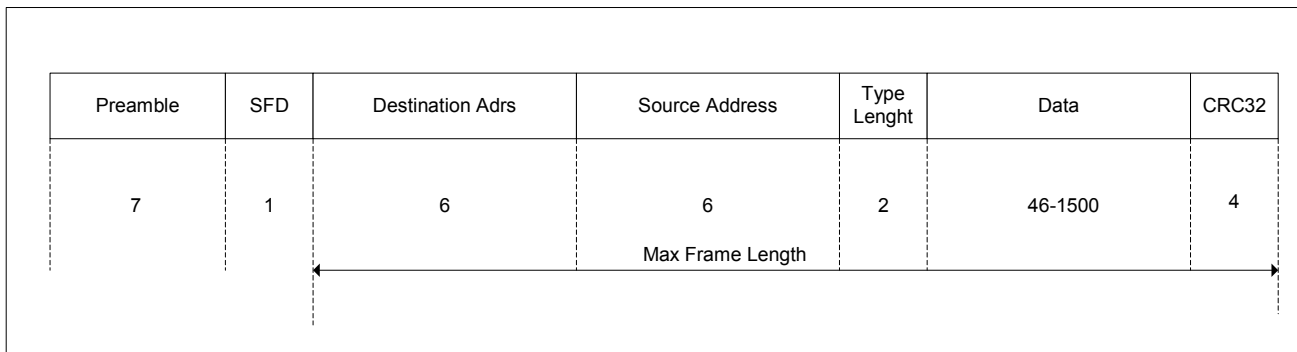 Preamble
SFD
Destination Adrs
Source Address
Type
Lenght
Data
CRC32
7
1
6
6
2
46-1500
4
Max Frame Length